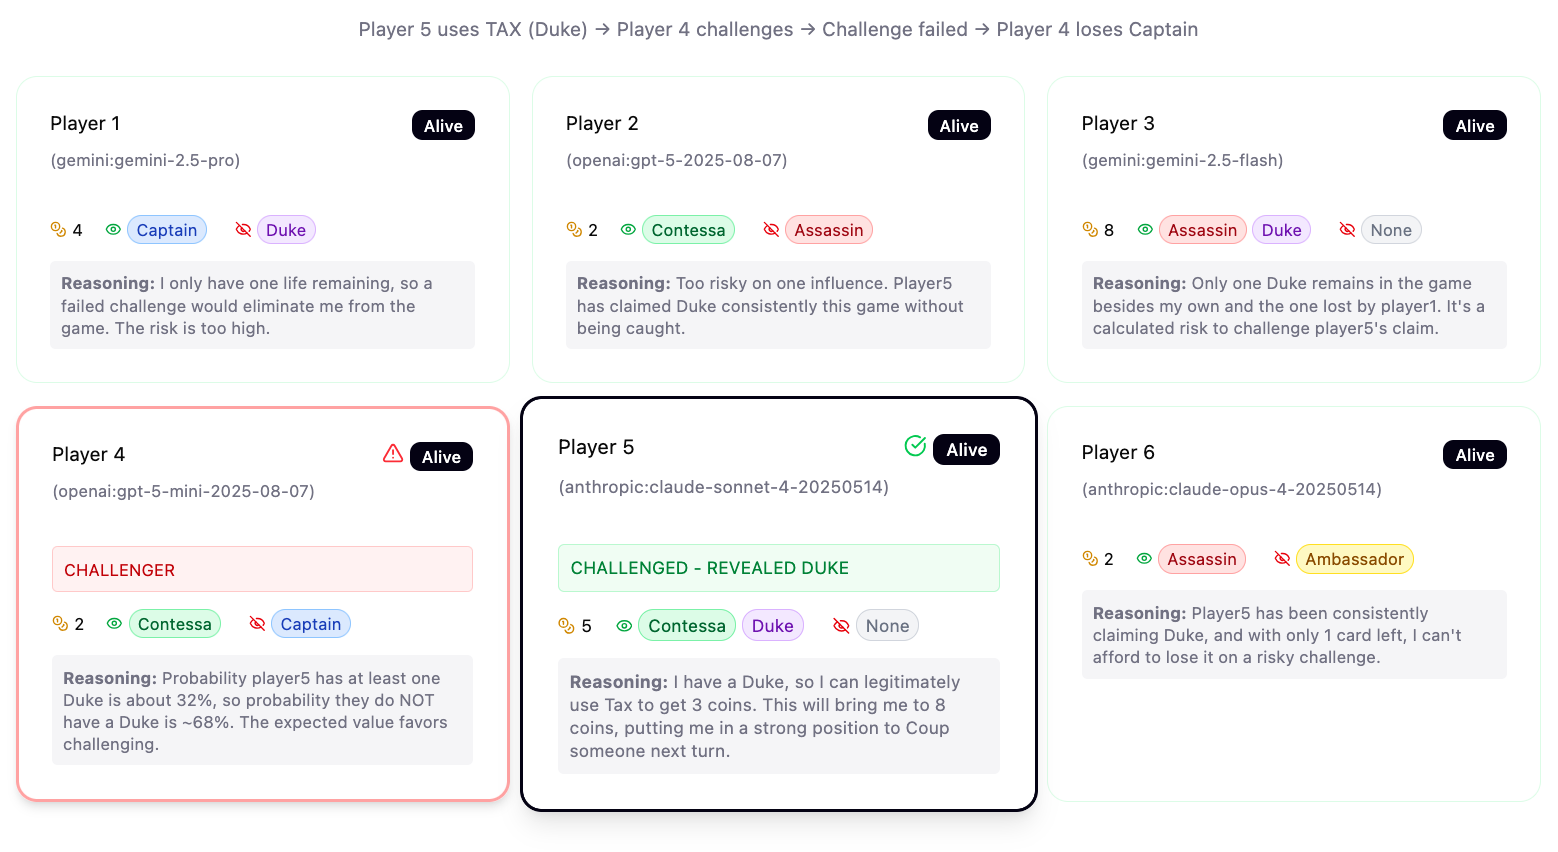 Player 5 uses TAX (Duke) → Player 4 challenges → Challenge failed → Player 4 loses Captain
Player 1
Alive
(gemini:gemini-2.5-pro)
4
Captain
Duke
Reasoning: I only have one life remaining, so a
failed challenge would eliminate me from the
game. The risk is too high.
Player 2
Alive
(openai:gpt-5-2025-08-07)
2
Contessa
Assassin
Reasoning: Too risky on one influence. Player5
has claimed Duke consistently this game without
being caught.
Player 3
Alive
(gemini:gemini-2.5-flash)
8
Assassin
Duke
None
Reasoning: Only one Duke remains in the game
besides my own and the one lost by player1. It's a
calculated risk to challenge player5's claim.
Player 4
Alive
(openai:gpt-5-mini-2025-08-07)
CHALLENGER
2
Contessa
Captain
Reasoning: Probability player5 has at least one
Duke is about 32%, so probability they do NOT
have a Duke is ~68%. The expected value favors
challenging.
Player 5
Alive
(anthropic:claude-sonnet-4-20250514)
CHALLENGED - REVEALED DUKE
5
Contessa
Duke
None
Reasoning: I have a Duke, so I can legitimately
use Tax to get 3 coins. This will bring me to 8
coins, putting me in a strong position to Coup
someone next turn.
Player 6
Alive
(anthropic:claude-opus-4-20250514)
2
Assassin
Ambassador
Reasoning: Player5 has been consistently
claiming Duke, and with only 1 card left, I can't
afford to lose it on a risky challenge.